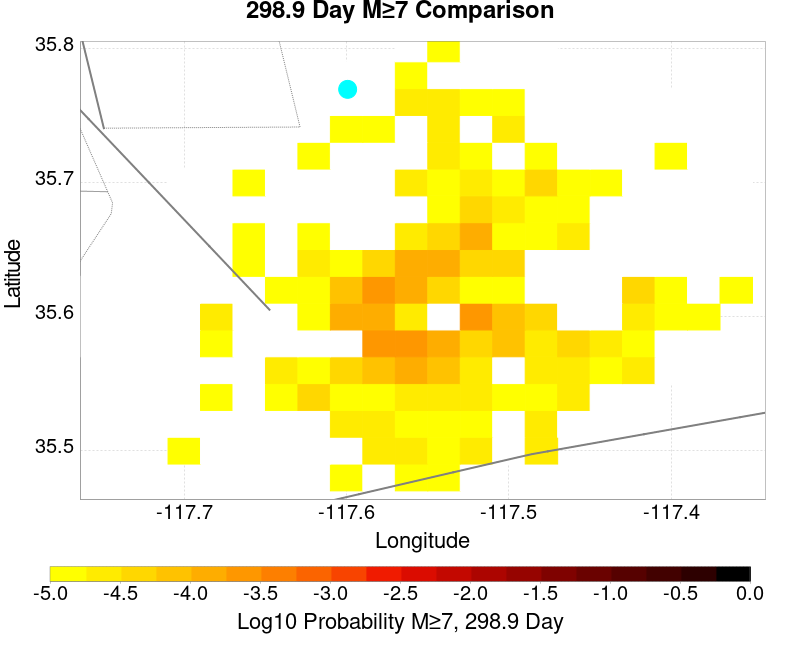 298.9 Day M≥7 Comparison
35.8
35.7
35.6
35.5
Latitude
-117.7 -117.6 -117.5 -117.4
Longitude
-5.0 -4.5 -4.0 -3.5 -3.0 -2.5 -2.0 -1.5 -1.0 -0.5 0.0
Log10 Probability M≥7, 298.9 Day